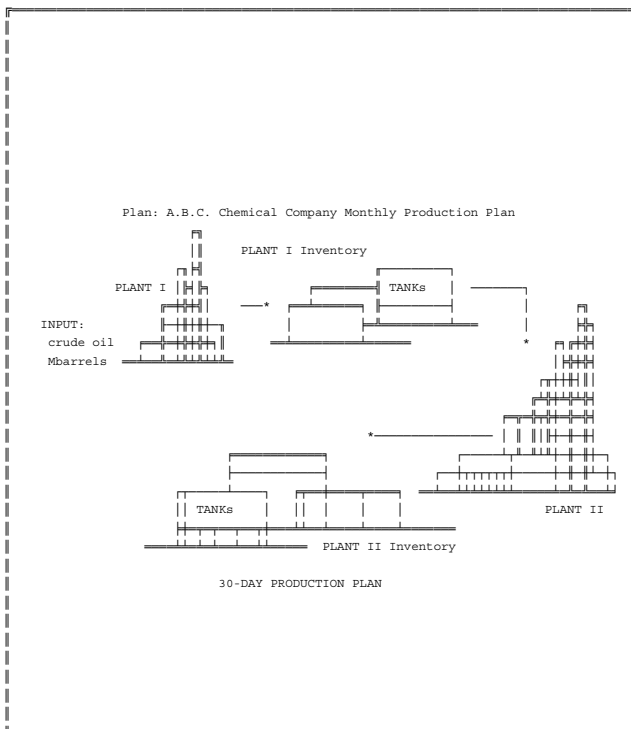 Plan: A.B.C. Chemical Company Monthly Production Plan
PLANT I Inventory
PLANT I
TANKs
INPUT:
crude oil
Mbarrels
TANKs
PLANT II
PLANT II Inventory
30-DAY PRODUCTION PLAN